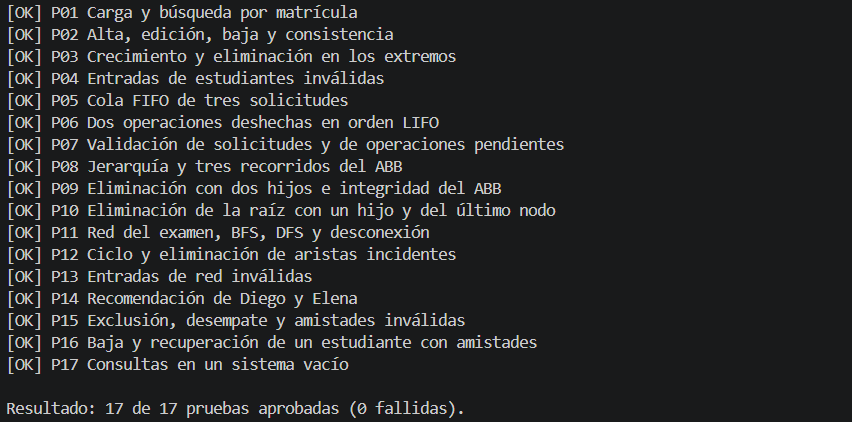 [OK] P01 Carga y búsqueda por matrícula
[OK] P02 Alta, edición, baja y consistencia
[OK] P03 Crecimiento y eliminación en los extremos
[OK] P04 Entradas de estudiantes inválidas
[OK] P05 Cola FIFO de tres solicitudes
[OK] P06 Dos operaciones deshechas en orden LIFO
[OK] P07 Validación de solicitudes y de operaciones pendientes
[OK] P08 Jerarquía y tres recorridos del ABB
[OK] P09 Eliminación con dos hijos e integridad del ABB
[OK] P10 Eliminación de la raíz con un hijo y del último nodo
[OK] P11 Red del examen, BFS, DFS y desconexión
[OK] P12 Ciclo y eliminación de aristas incidentes
[OK] P13 Entradas de red inválidas
[OK] P14 Recomendación de Diego y Elena
[OK] P15 Exclusión, desempate y amistades inválidas
[OK] P16 Baja y recuperación de un estudiante con amistades
[OK] P17 Consultas en un sistema vacío
Resultado: 17 de 17 pruebas aprobadas (0 fallidas).